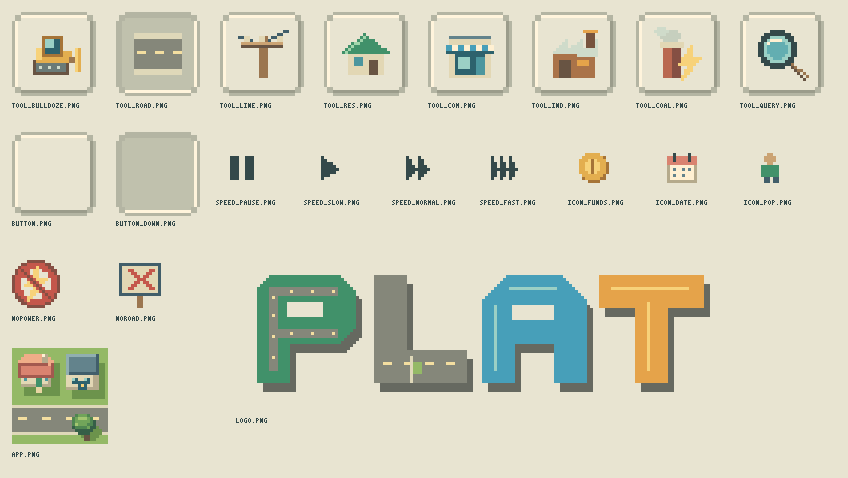 TOOL_BULLDOZE.PNG TOOL_ROAD.PNG TOOL_LINE.PNG TOOL_RES.PNG TOOL_COM.PNG TOOL_IND.PNG TOOL_COAL.PNG TOOL_QUERY.PNG
SPEED_PAUSE.PNG SPEED_SLOW.PNG SPEED_NORMAL.PNG SPEED_FAST.PNG ICON_FUNDS.PNG ICON_DATE.PNG ICON_POP.PNG
BUTTON.PNG BUTTON_DOWN.PNG
NOPOWER.PNG NOROAD.PNG
PLAT
LOGO.PNG
APP.PNG